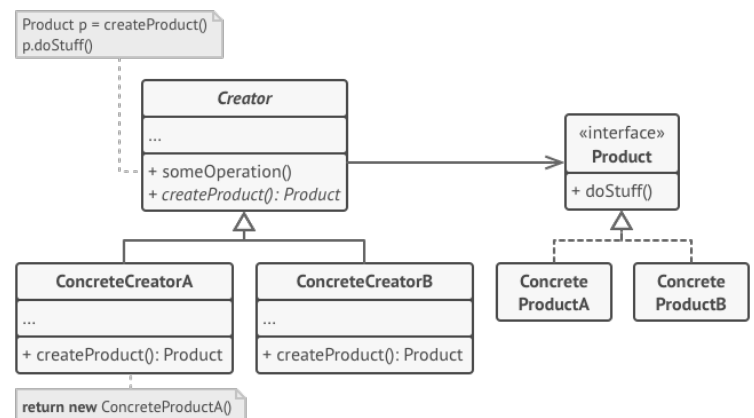 Product p = createProduct()
p.doStuff()
Creator
...
+ someOperation()
+ createProduct(): Product
«interface»
Product
+ doStuff()
ConcreteCreatorA
...
+ createProduct(): Product
ConcreteCreatorB
...
+ createProduct(): Product
Concrete
ProductA
Concrete
ProductB
return new ConcreteProductA()